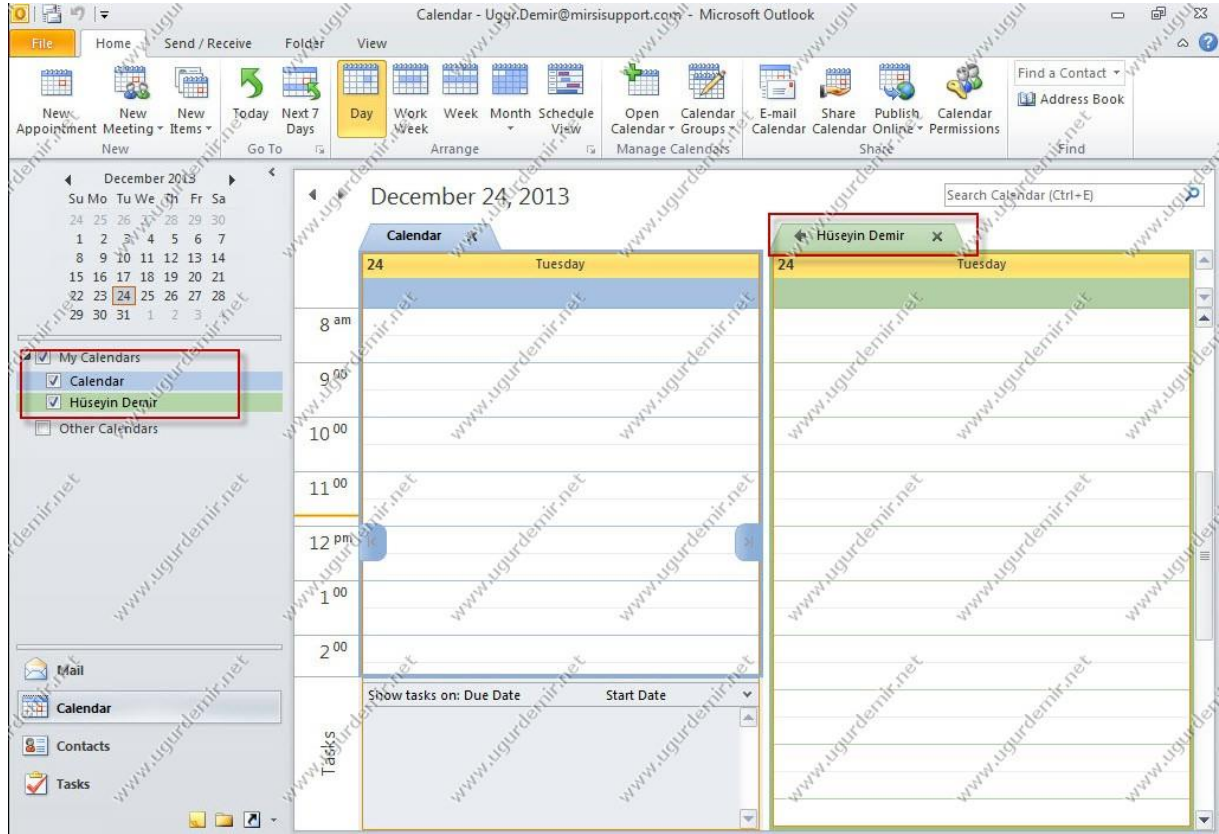 Calendar - Ugur.Demir@mirsisupport.com - Microsoft Outlook
File Home Send / Receive Folder View
New Appointment
New Meeting
New Items
Today
Next 7 Days
Day
Work Week
Week
Month
Schedule View
Open Calendar
Calendar Groups
E-mail Calendar
Share Calendar
Publish Online
Calendar Permissions
Find a Contact
Address Book
New Go To Arrange Manage Calendars Share Find
December 2013
Su Mo Tu We Th Fr Sa
24 25 26 27 28 29 30
1 2 3 4 5 6 7
8 9 10 11 12 13 14
15 16 17 18 19 20 21
22 23 24 25 26 27 28
29 30 31 1 2 3 4
My Calendars
Calendar
Hüseyin Demir
Other Calendars
Mail
Calendar
Contacts
Tasks
December 24, 2013
Search Calendar (Ctrl+E)
Calendar
Hüseyin Demir
24 Tuesday
24 Tuesday
8 am
9 00
10 00
11 00
12 pm
1 00
2 00
Tasks
Show tasks on: Due Date Start Date
www.ugurdemir.net